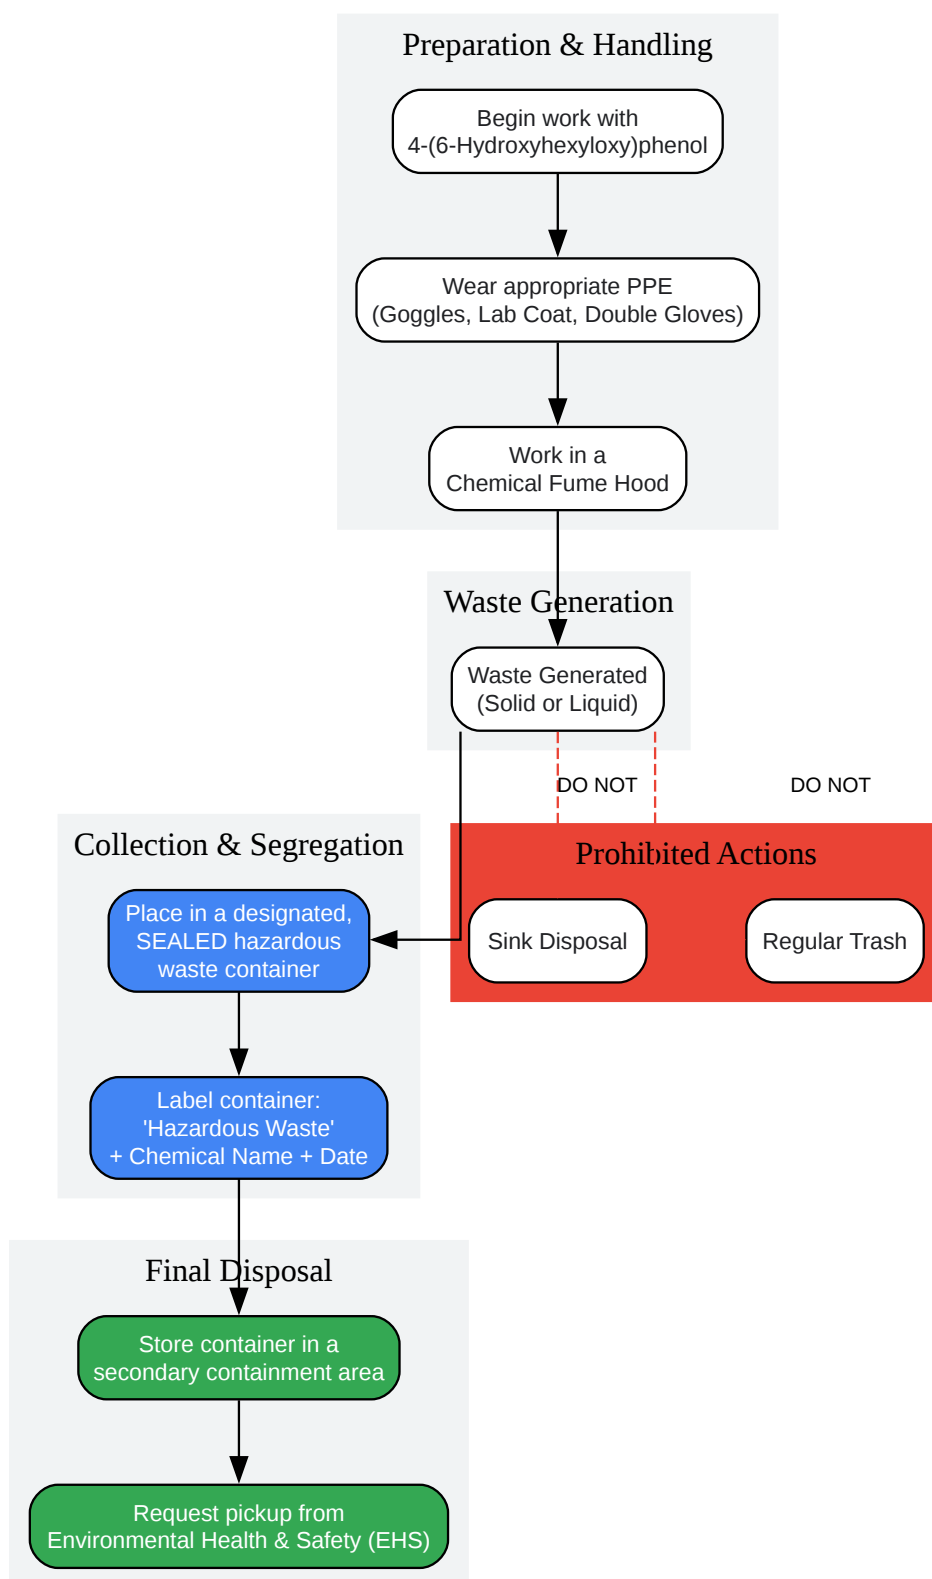 Preparation & Handling
Begin work with
4-(6-Hydroxyhexyloxy)phenol
Wear appropriate PPE
(Goggles, Lab Coat, Double Gloves)
Work in a
Chemical Fume Hood
Waste Generation
Waste Generated
(Solid or Liquid)
DO NOT
DO NOT
Collection & Segregation
Prohibited Actions
Place in a designated,
SEALED hazardous
waste container
Sink Disposal
Regular Trash
Label container:
'Hazardous Waste'
+ Chemical Name + Date
Final Disposal
Store container in a
secondary containment area
Request pickup from
Environmental Health & Safety (EHS)